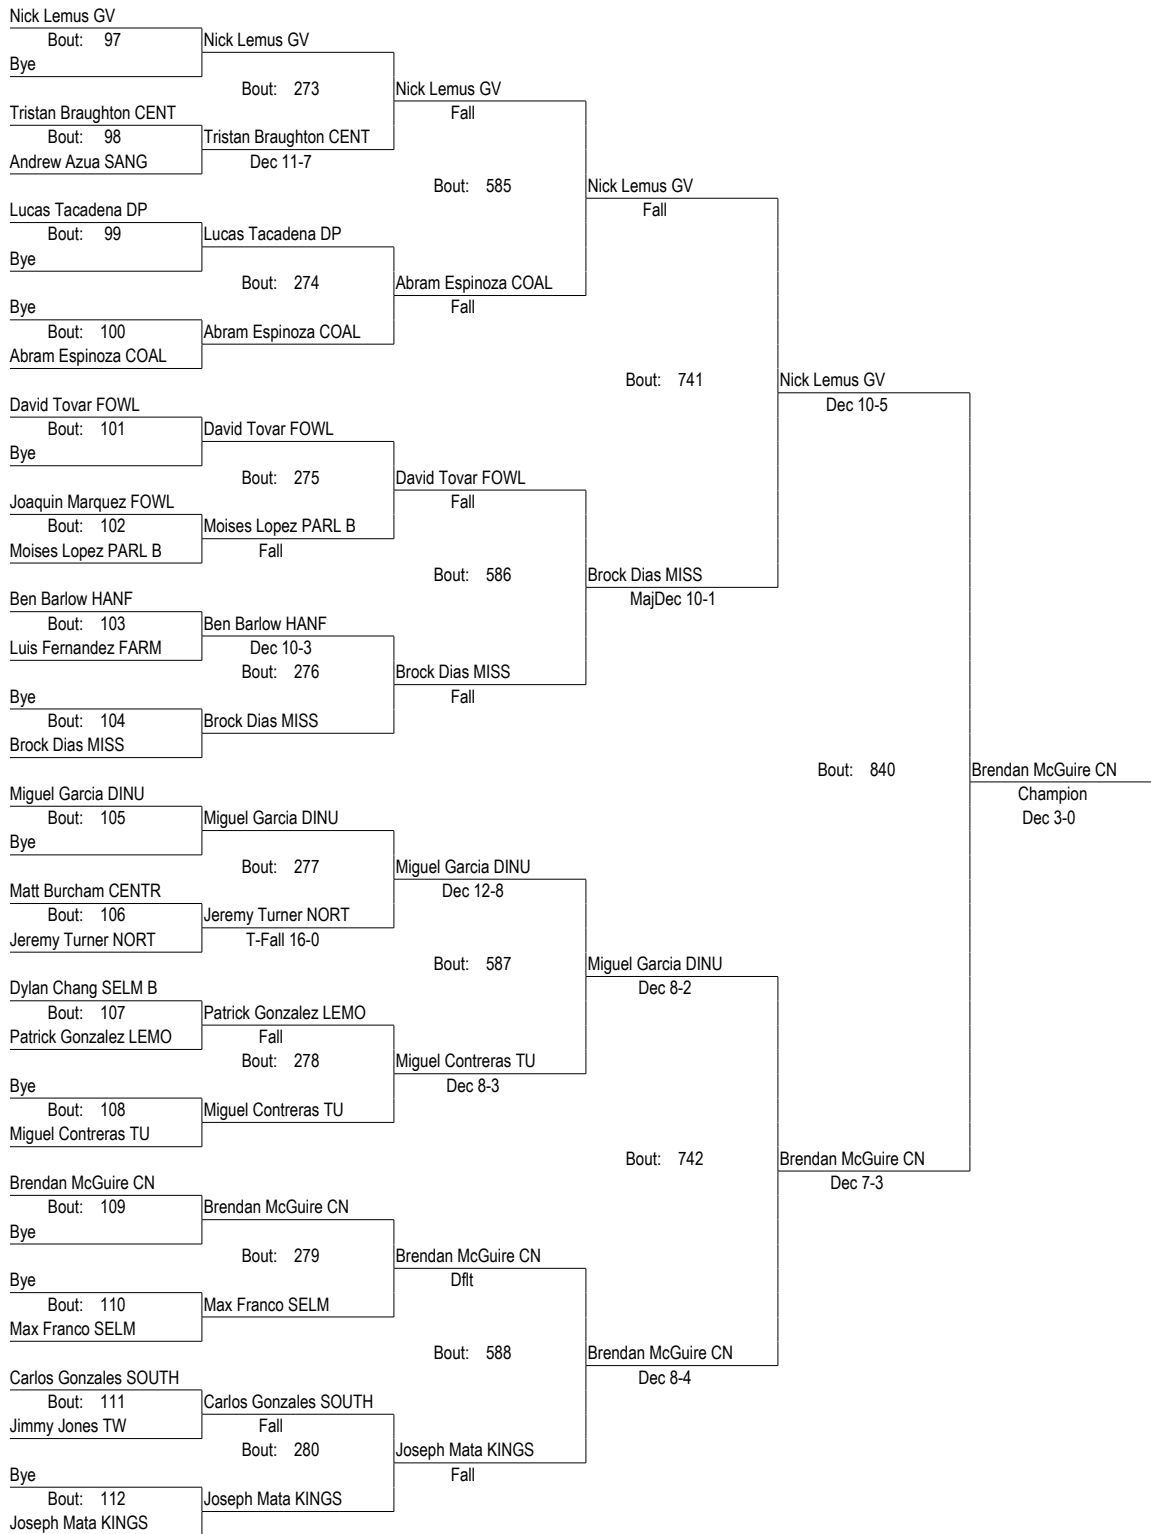 Nick Lemus GV
Bout: 97
Nick Lemus GV
Bye
Bout: 273
Nick Lemus GV
Tristan Braughton CENT
Fall
Bout: 98
Tristan Braughton CENT
Andrew Azua SANG
Dec 11-7
Bout: 585
Nick Lemus GV
Lucas Tacadena DP
Fall
Bout: 99
Lucas Tacadena DP
Bye
Bout: 274
Abram Espinoza COAL
Bye
Fall
Bout: 100
Abram Espinoza COAL
Abram Espinoza COAL
Bout: 741
Nick Lemus GV
David Tovar FOWL
Dec 10-5
Bout: 101
David Tovar FOWL
Bye
Bout: 275
David Tovar FOWL
Joaquin Marquez FOWL
Fall
Bout: 102
Moises Lopez PARL B
Moises Lopez PARL B
Fall
Bout: 586
Brock Dias MISS
Ben Barlow HANF
MajDec 10-1
Bout: 103
Ben Barlow HANF
Luis Fernandez FARM
Dec 10-3
Bout: 276
Brock Dias MISS
Bye
Fall
Bout: 104
Brock Dias MISS
Brock Dias MISS
Bout: 840
Brendan McGuire CN
Miguel Garcia DINU
Champion
Bout: 105
Miguel Garcia DINU
Dec 3-0
Bye
Bout: 277
Miguel Garcia DINU
Matt Burcham CENTR
Dec 12-8
Bout: 106
Jeremy Turner NORT
Jeremy Turner NORT
T-Fall 16-0
Bout: 587
Miguel Garcia DINU
Dylan Chang SELM B
Dec 8-2
Bout: 107
Patrick Gonzalez LEMO
Patrick Gonzalez LEMO
Fall
Bout: 278
Miguel Contreras TU
Bye
Dec 8-3
Bout: 108
Miguel Contreras TU
Miguel Contreras TU
Bout: 742
Brendan McGuire CN
Brendan McGuire CN
Dec 7-3
Bout: 109
Brendan McGuire CN
Bye
Bout: 279
Brendan McGuire CN
Bye
Dflt
Bout: 110
Max Franco SELM
Max Franco SELM
Bout: 588
Brendan McGuire CN
Carlos Gonzales SOUTH
Dec 8-4
Bout: 111
Carlos Gonzales SOUTH
Jimmy Jones TW
Fall
Bout: 280
Joseph Mata KINGS
Bye
Fall
Bout: 112
Joseph Mata KINGS
Joseph Mata KINGS